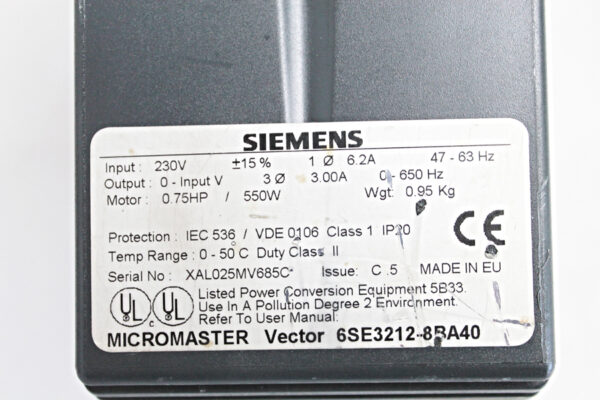 SIEMENS
Input : 230V ±15 % 1 Ø 6.2A 47 - 63 Hz
Output : 0 - Input V 3 Ø 3.00A 0 - 650 Hz
Motor : 0.75HP / 550W Wgt: 0.95 Kg
Protection : IEC 536 / VDE 0106 Class 1 IP20
CE
Temp Range : 0 - 50 C Duty Class II
Serial No : XAL025MV685C* Issue: C .5 MADE IN EU
UL c UL
Listed Power Conversion Equipment 5B33.
Use In A Pollution Degree 2 Environment.
Refer To User Manual.
MICROMASTER Vector 6SE3212-8BA40